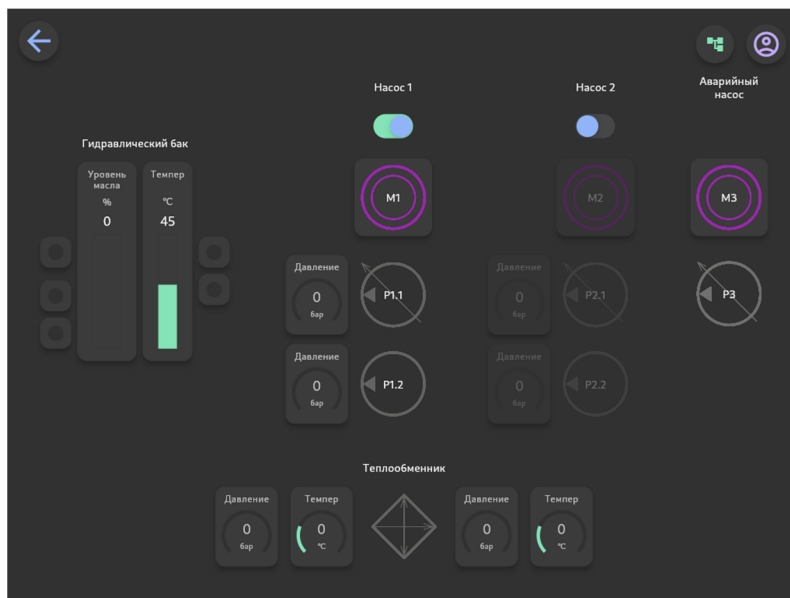 Насос 1
Насос 2
Аварийный
насос
Гидравлический бак
Уровень
масла
%
0
Темпер
°C
45
M1
M2
M3
Давление
0
бар
P1.1
Давление
0
бар
P2.1
P3
Давление
0
бар
P1.2
Давление
0
бар
P2.2
Теплообменник
Давление
0
бар
Темпер
0
°C
Давление
0
бар
Темпер
0
°C